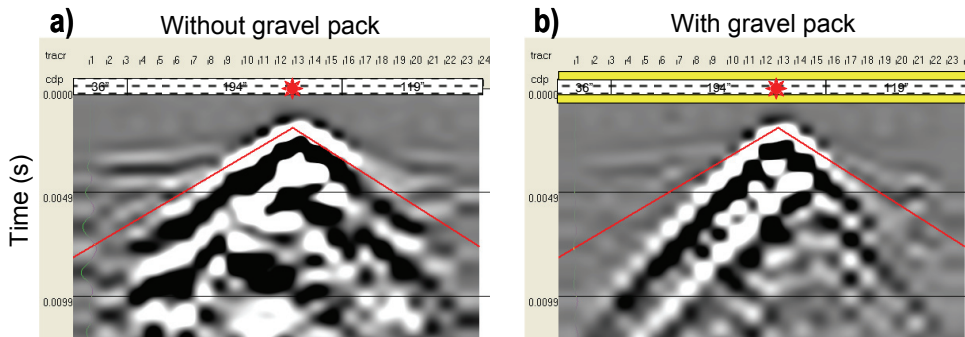 a)
Without gravel pack
tracr
1 2 3 4 5 6 7 8 9 10 11 12 13 14 15 16 17 18 19 20 21 22 23 24
cdp
36" 194" 119"
0.0000
0.0049
0.0099
Time (s)
b)
With gravel pack
tracr
1 2 3 4 5 6 7 8 9 10 11 12 13 14 15 16 17 18 19 20 21 22 23
cdp
36" 194" 119"
0.0000
0.0049
0.0099